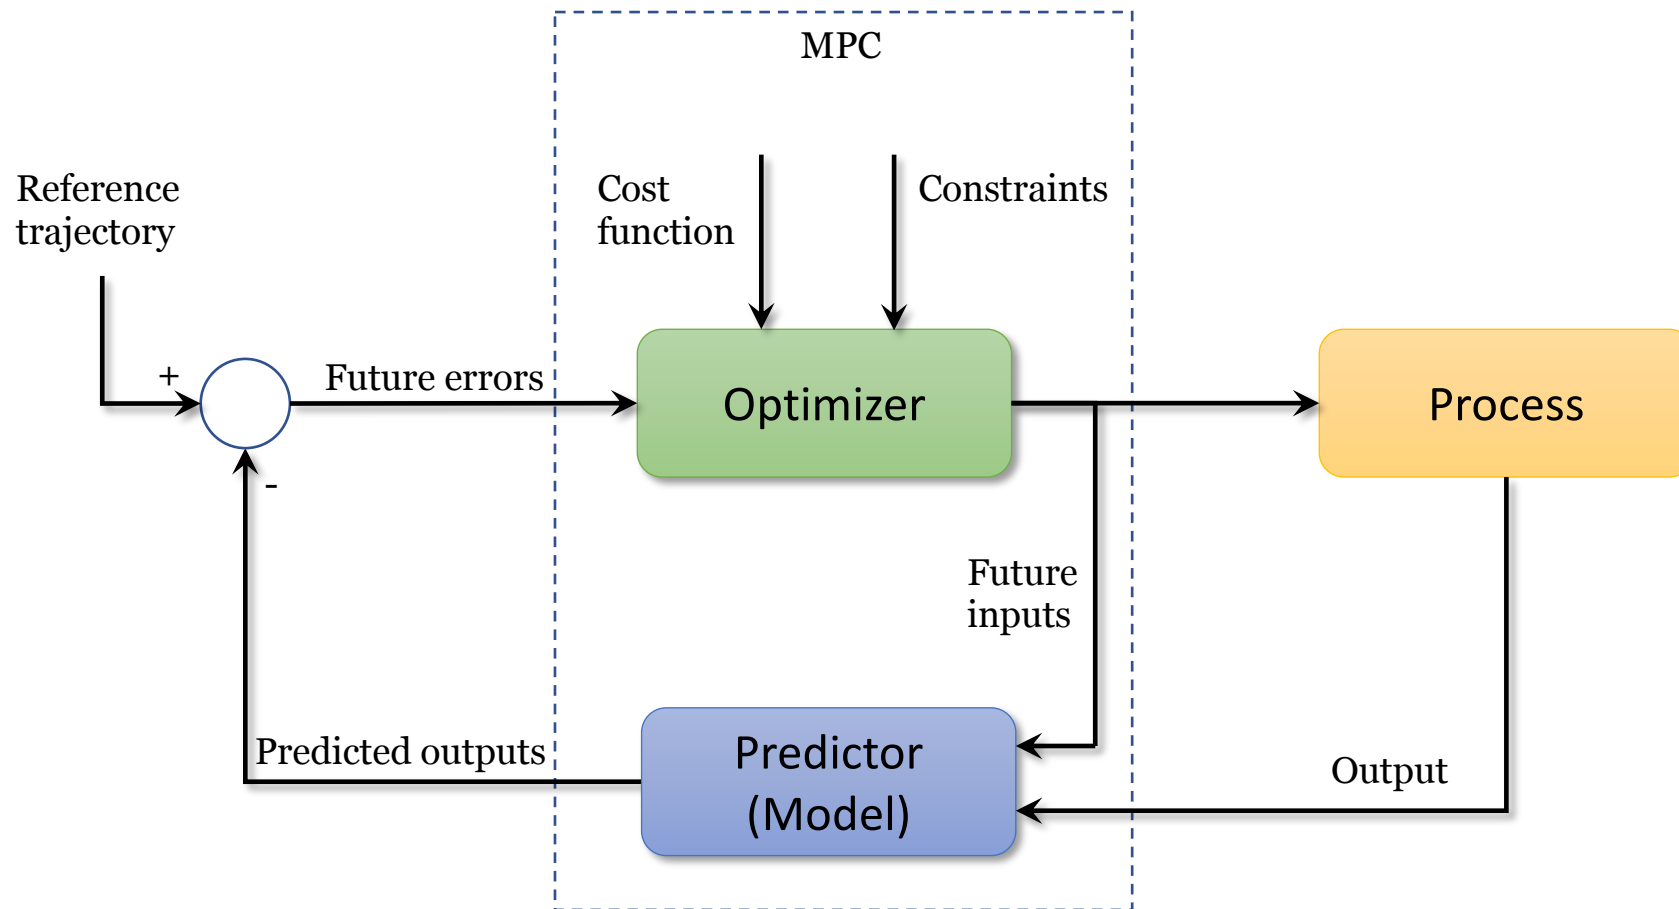 MPC
Reference
trajectory
Cost
function
Constraints
+
Future errors
Optimizer
Process
-
Future
inputs
Predicted outputs
Predictor
(Model)
Output